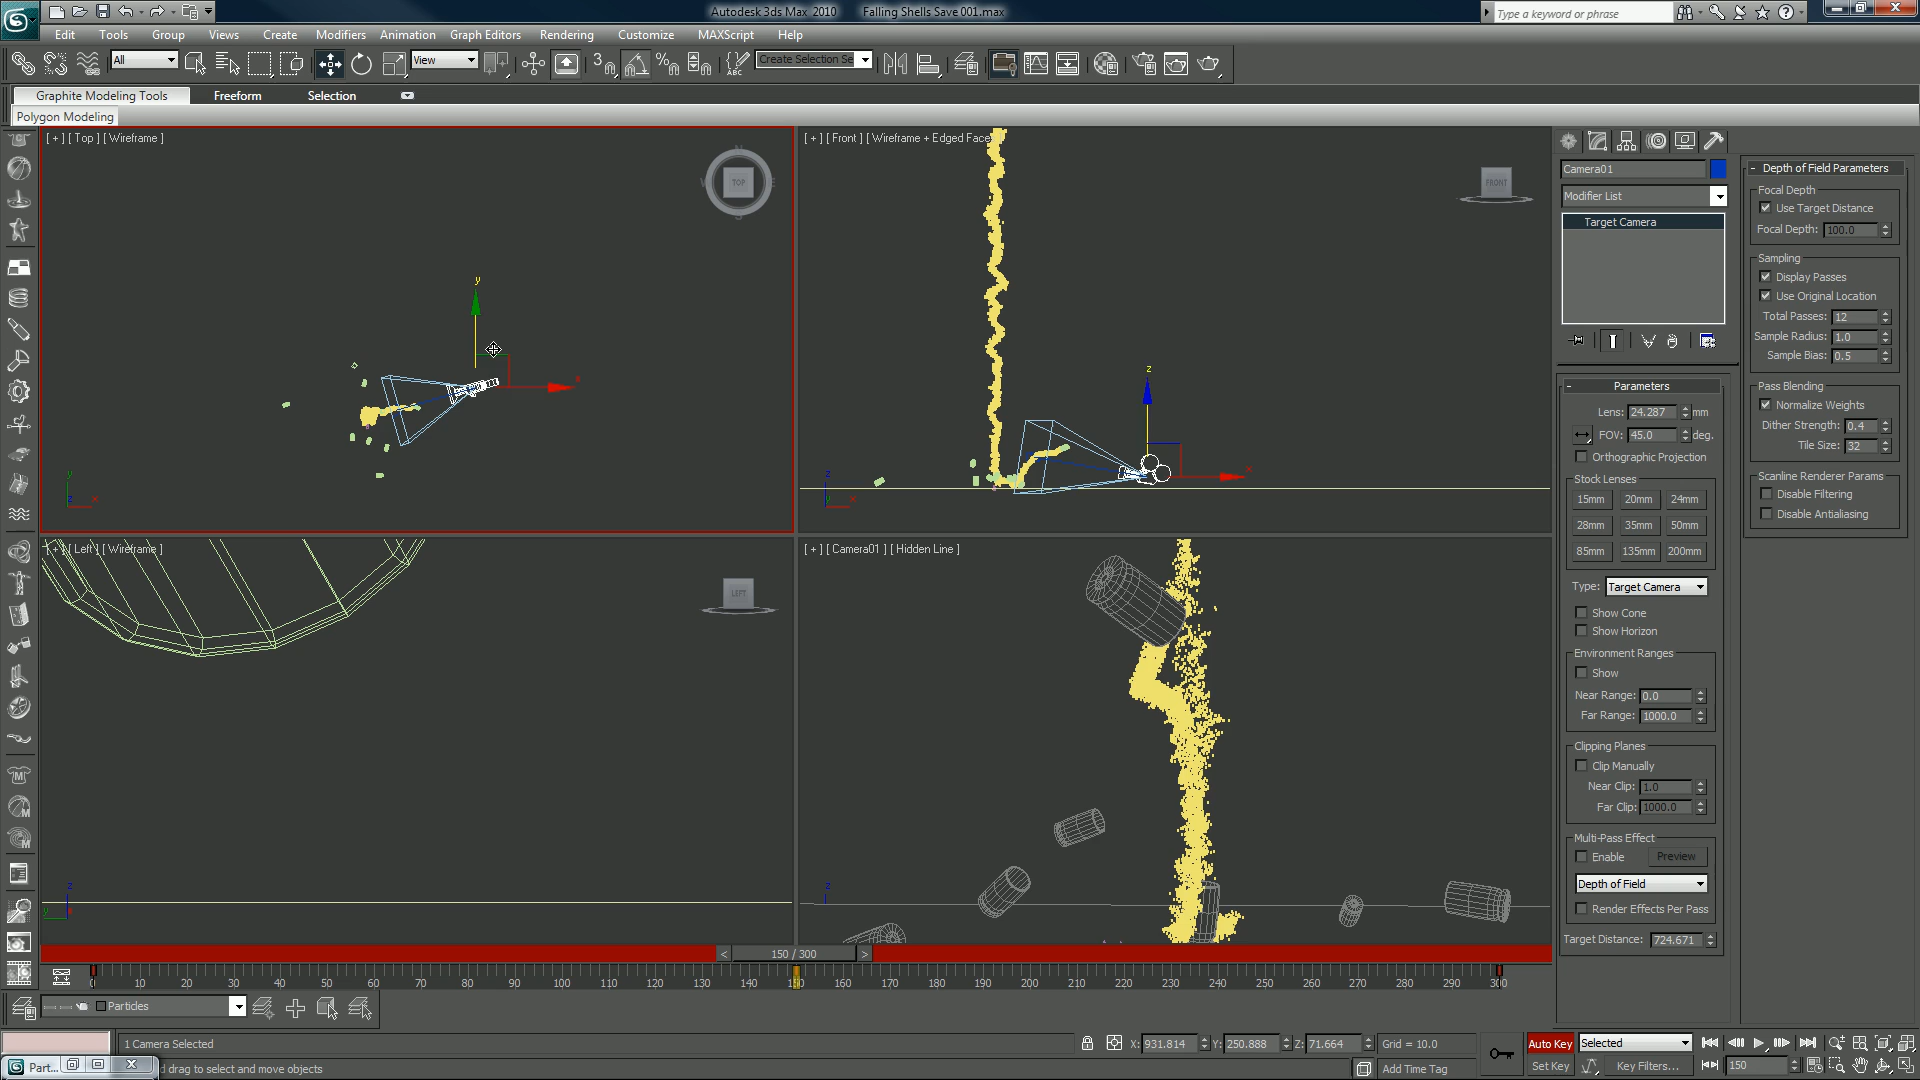 Autodesk 3ds Max 2010 Falling Shells Save 001.max
Type a keyword or phrase
Edit Tools Group Views Create Modifiers Animation Graph Editors Rendering Customize MAXScript Help
All View Create Selection Se
Graphite Modeling Tools Freeform Selection
Polygon Modeling
[ + ] [ Top ] [ Wireframe ]
TOP
y
x
[ + ] [ Front ] [ Wireframe + Edged Face
FRONT
z
x
[ + ] [ Left ] [ Wireframe ]
LEFT
[ + ] [ Camera01 ] [ Hidden Line ]
Camera01
Modifier List
Target Camera
Parameters
Lens: 24.287 mm
FOV: 45.0 deg.
Orthographic Projection
Stock Lenses
15mm 20mm 24mm
28mm 35mm 50mm
85mm 135mm 200mm
Type: Target Camera
Show Cone
Show Horizon
Environment Ranges
Show
Near Range: 0.0
Far Range: 1000.0
Clipping Planes
Clip Manually
Near Clip: 1.0
Far Clip: 1000.0
Multi-Pass Effect
Enable Preview
Depth of Field
Render Effects Per Pass
Target Distance: 724.671
Depth of Field Parameters
Focal Depth
Use Target Distance
Focal Depth: 100.0
Sampling
Display Passes
Use Original Location
Total Passes: 12
Sample Radius: 1.0
Sample Bias: 0.5
Pass Blending
Normalize Weights
Dither Strength: 0.4
Tile Size: 32
Scanline Renderer Params
Disable Filtering
Disable Antialiasing
< 150 / 300 >
0 10 20 30 40 50 60 70 80 90 100 110 120 130 140 150 160 170 180 190 200 210 220 230 240 250 260 270 280 290 300
Particles
1 Camera Selected
X: 931.814 Y: 250.888 Z: 71.664 Grid = 10.0
Auto Key Selected
Part...
drag to select and move objects
Add Time Tag
Set Key Key Filters... 150